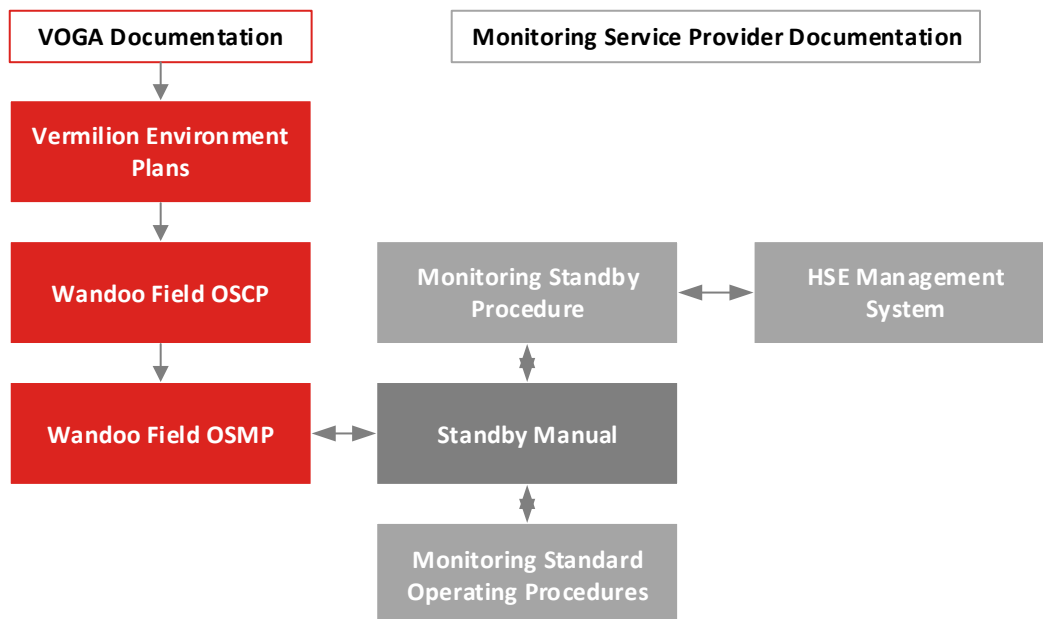 VOGA Documentation
Monitoring Service Provider Documentation
Vermilion Environment
Plans
Wandoo Field OSCP
Monitoring Standby
Procedure
HSE Management
System
Wandoo Field OSMP
Standby Manual
Monitoring Standard
Operating Procedures